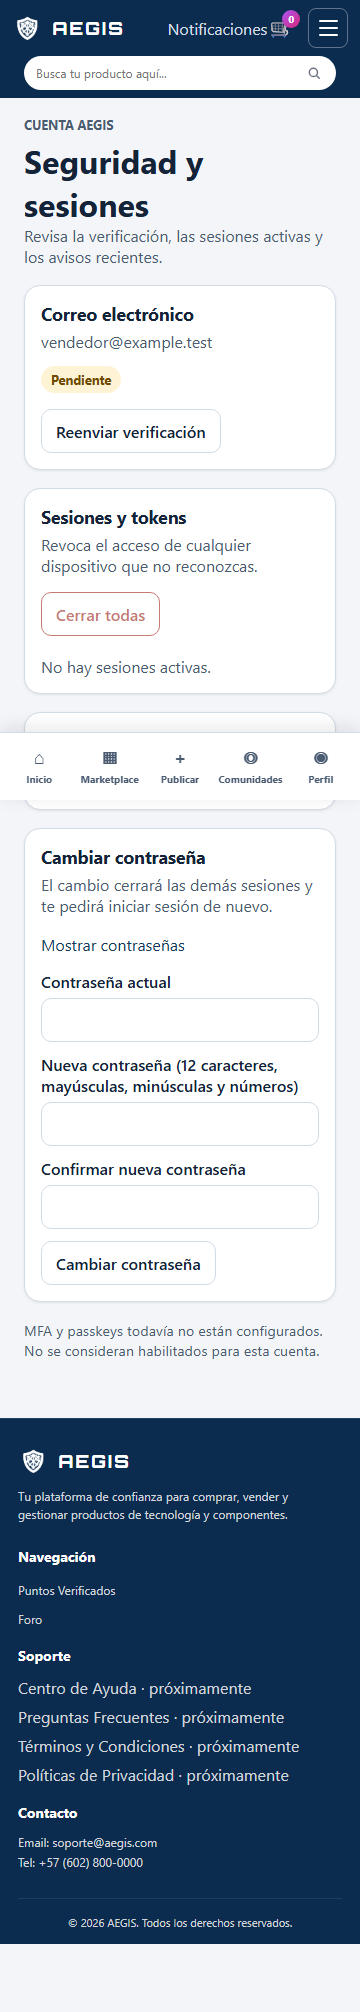 AEGIS
Notificaciones
0
Busca tu producto aquí...
CUENTA AEGIS
Seguridad y
sesiones
Revisa la verificación, las sesiones activas y
los avisos recientes.
Correo electrónico
vendedor@example.test
Pendiente
Reenviar verificación
Sesiones y tokens
Revoca el acceso de cualquier
dispositivo que no reconozcas.
Cerrar todas
No hay sesiones activas.
Inicio
Marketplace
Publicar
Comunidades
Perfil
Cambiar contraseña
El cambio cerrará las demás sesiones y
te pedirá iniciar sesión de nuevo.
Mostrar contraseñas
Contraseña actual
Nueva contraseña (12 caracteres,
mayúsculas, minúsculas y números)
Confirmar nueva contraseña
Cambiar contraseña
MFA y passkeys todavía no están configurados.
No se consideran habilitados para esta cuenta.
AEGIS
Tu plataforma de confianza para comprar, vender y
gestionar productos de tecnología y componentes.
Navegación
Puntos Verificados
Foro
Soporte
Centro de Ayuda · próximamente
Preguntas Frecuentes · próximamente
Términos y Condiciones · próximamente
Políticas de Privacidad · próximamente
Contacto
Email: soporte@aegis.com
Tel: +57 (602) 800-0000
© 2026 AEGIS. Todos los derechos reservados.